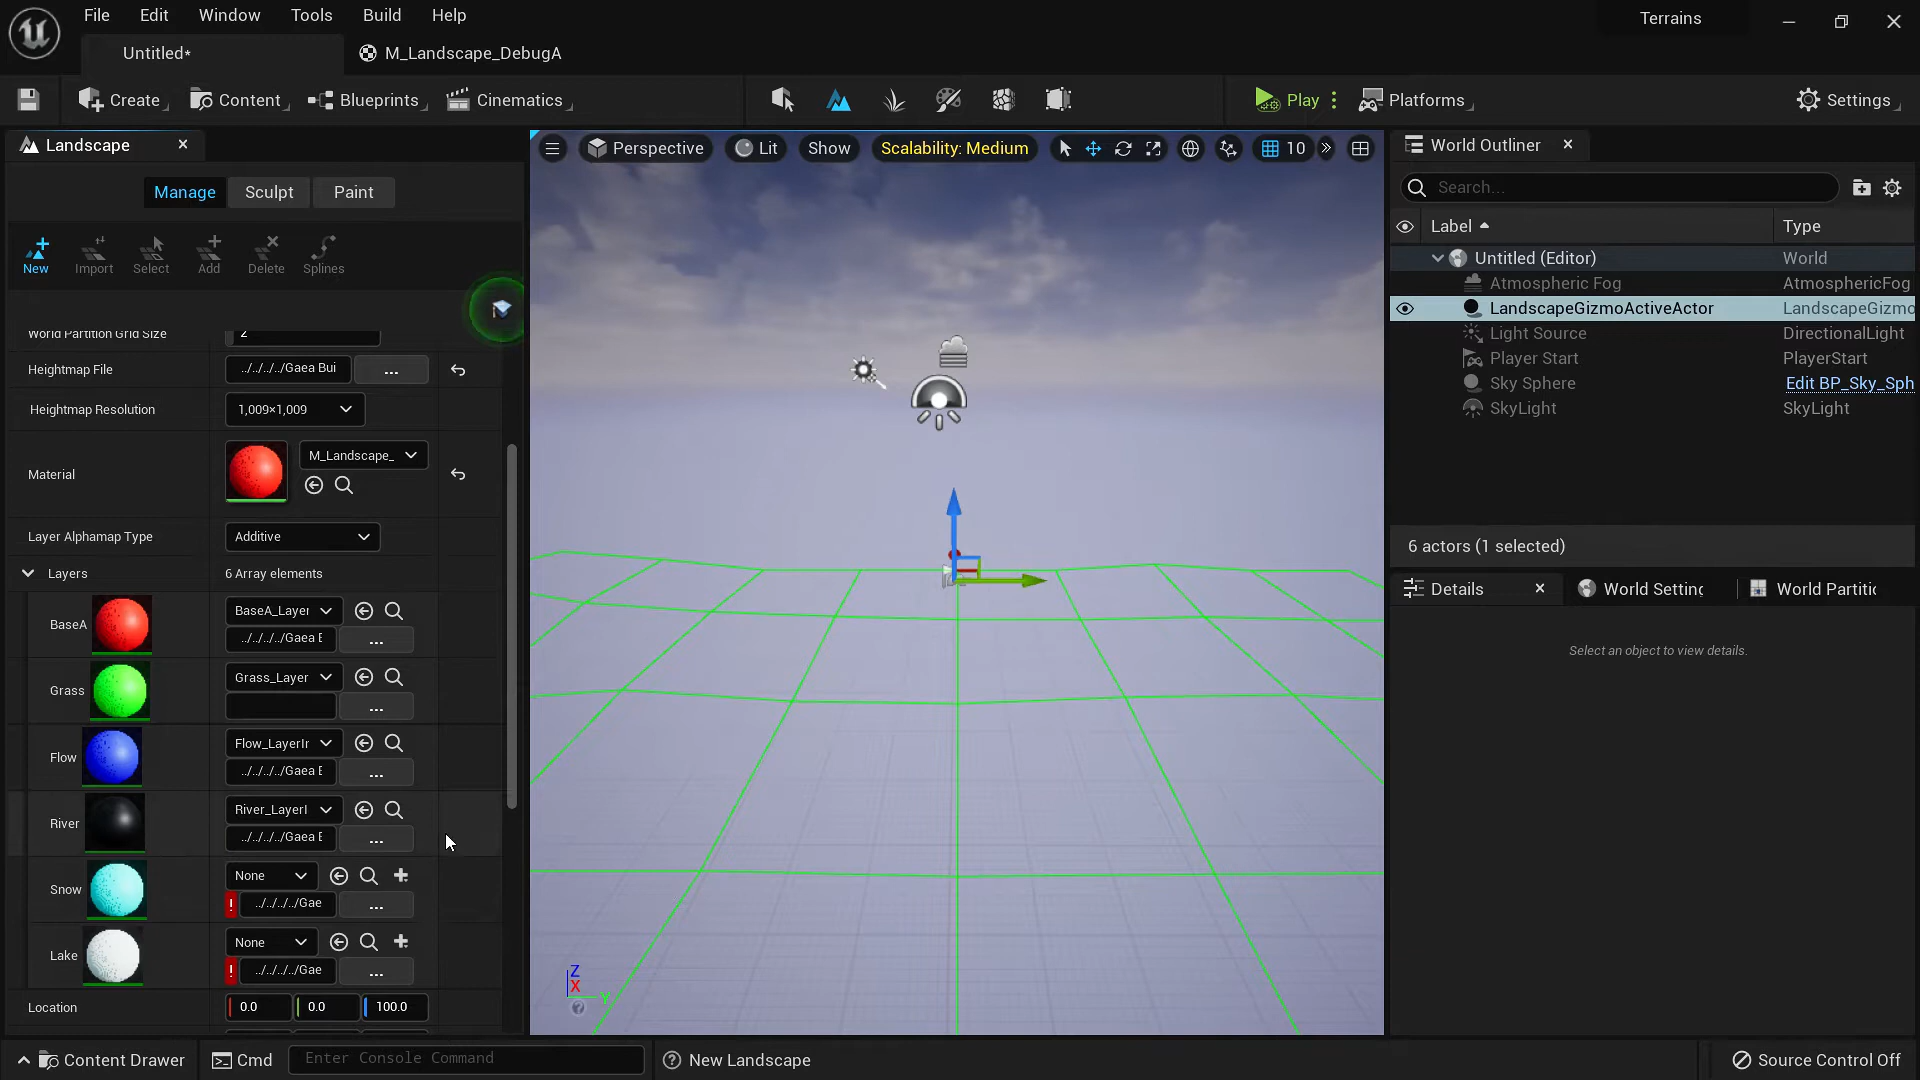 File Edit Window Tools Build Help
Terrains
Untitled*
M_Landscape_DebugA
Create
Content
Blueprints
Cinematics
Play
Platforms
Settings
Landscape
Manage
Sculpt
Paint
New
Import
Select
Add
Delete
Splines
World Partition Grid Size
2
Heightmap File
../../../../Gaea Bui
...
Heightmap Resolution
1,009×1,009
Material
M_Landscape_
Layer Alphamap Type
Additive
Layers
6 Array elements
BaseA
BaseA_Layer
../../../../Gaea E
...
Grass
Grass_Layer
...
Flow
Flow_LayerIr
../../../../Gaea E
...
River
River_LayerI
../../../../Gaea E
...
Snow
None
!
../../../../Gae
...
Lake
None
!
../../../../Gae
...
Location
0.0
0.0
100.0
Perspective
Lit
Show
Scalability: Medium
10
Z
X
Y
?
World Outliner
Search...
Label
Type
Untitled (Editor)
World
Atmospheric Fog
AtmosphericFog
LandscapeGizmoActiveActor
LandscapeGizmo
Light Source
DirectionalLight
Player Start
PlayerStart
Sky Sphere
Edit BP_Sky_Sph
SkyLight
SkyLight
6 actors (1 selected)
Details
World Setting
World Partitic
Select an object to view details.
Content Drawer
Cmd
Enter Console Command
New Landscape
Source Control Off